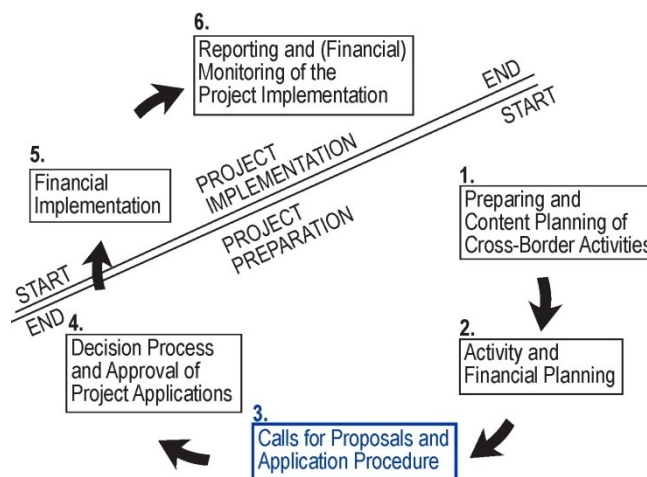 6.
Reporting and (Financial)
Monitoring of the
Project Implementation
END
START
5.
Financial
Implementation
PROJECT
IMPLEMENTATION
PROJECT
PREPARATION
1.
Preparing and
Content Planning of
Cross-Border Activities
START
END
4.
Decision Process
and Approval of
Project Applications
2.
Activity and
Financial Planning
3.
Calls for Proposals and
Application Procedure